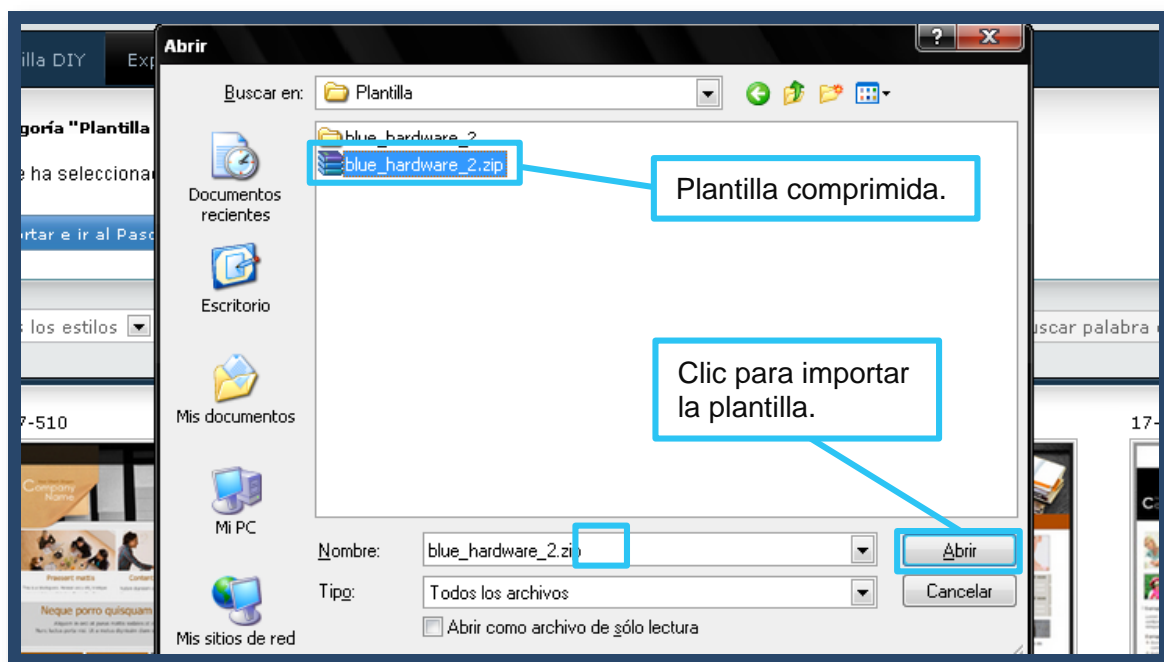 Abrir
illa DIY
Buscar en:
Plantilla
goría "Plantilla
blue_hardware_2
blue_hardware_2.zip
ha selecciona
Plantilla comprimida.
Documentos
recientes
rtar e ir al Paso
Escritorio
los estilos
uscar palabra
Clic para importar
la plantilla.
Mis documentos
7-510
17-
Company
Name
Mi PC
Nombre:
blue_hardware_2.zip
Abrir
Praesent mattis
Neque porro quisquam
Tipo:
Todos los archivos
Cancelar
Abrir como archivo de sólo lectura
Mis sitios de red